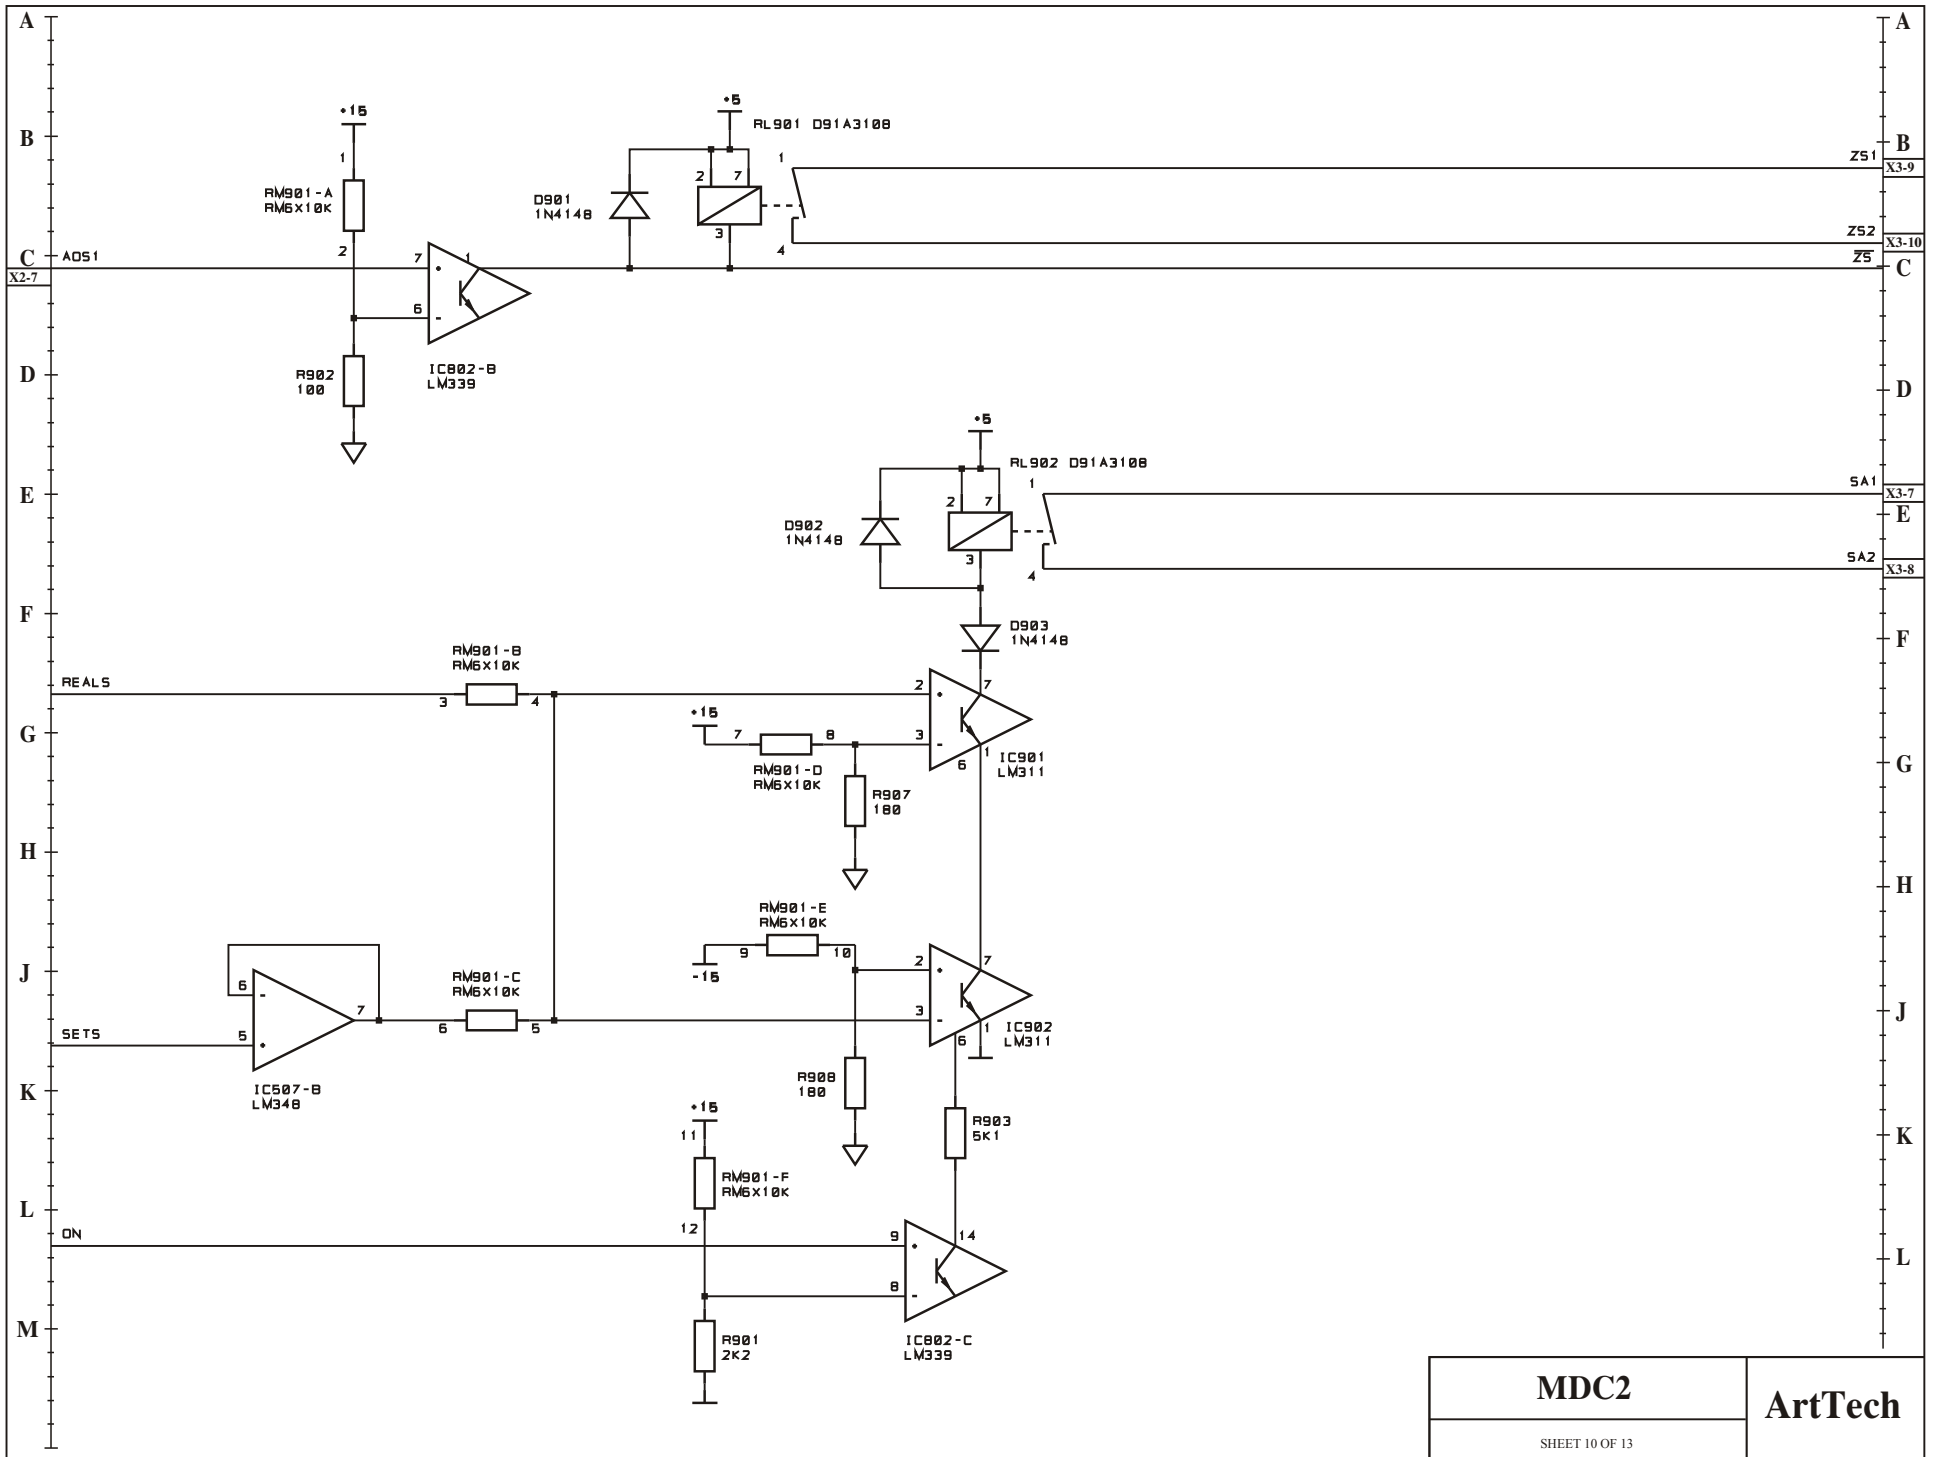 A
A
+15
+5
RL901 D91A3108
B
B
1
1
ZS1
X3-9
RM901-A
RM6X10K
D901
1N4148
2 7
3
2
4
ZS2
X3-10
C
AOS1
7
1
ZS
C
X2-7
6
D
R902
100
IC802-B
LM339
D
+5
RL902 D91A3108
E
1
SA1
X3-7
E
D902
1N4148
2 7
3
4
SA2
X3-8
F
D903
1N4148
F
RM901-B
RM6X10K
REALS
3
4
2
7
G
+15
7
8
3
1
6
IC901
LM311
G
RM901-D
RM6X10K
R907
180
H
H
RM901-E
RM6X10K
J
9
10
-15
2
7
RM901-C
RM6X10K
6
7
6
5
3
1
IC902
LM311
J
SETS
5
6
K
IC507-B
LM348
R908
180
+15
11
R903
5K1
K
RM901-F
RM6X10K
L
ON
12
9
14
L
8
M
R901
2K2
IC802-C
LM339
MDC2
ArtTech
SHEET 10 OF 13